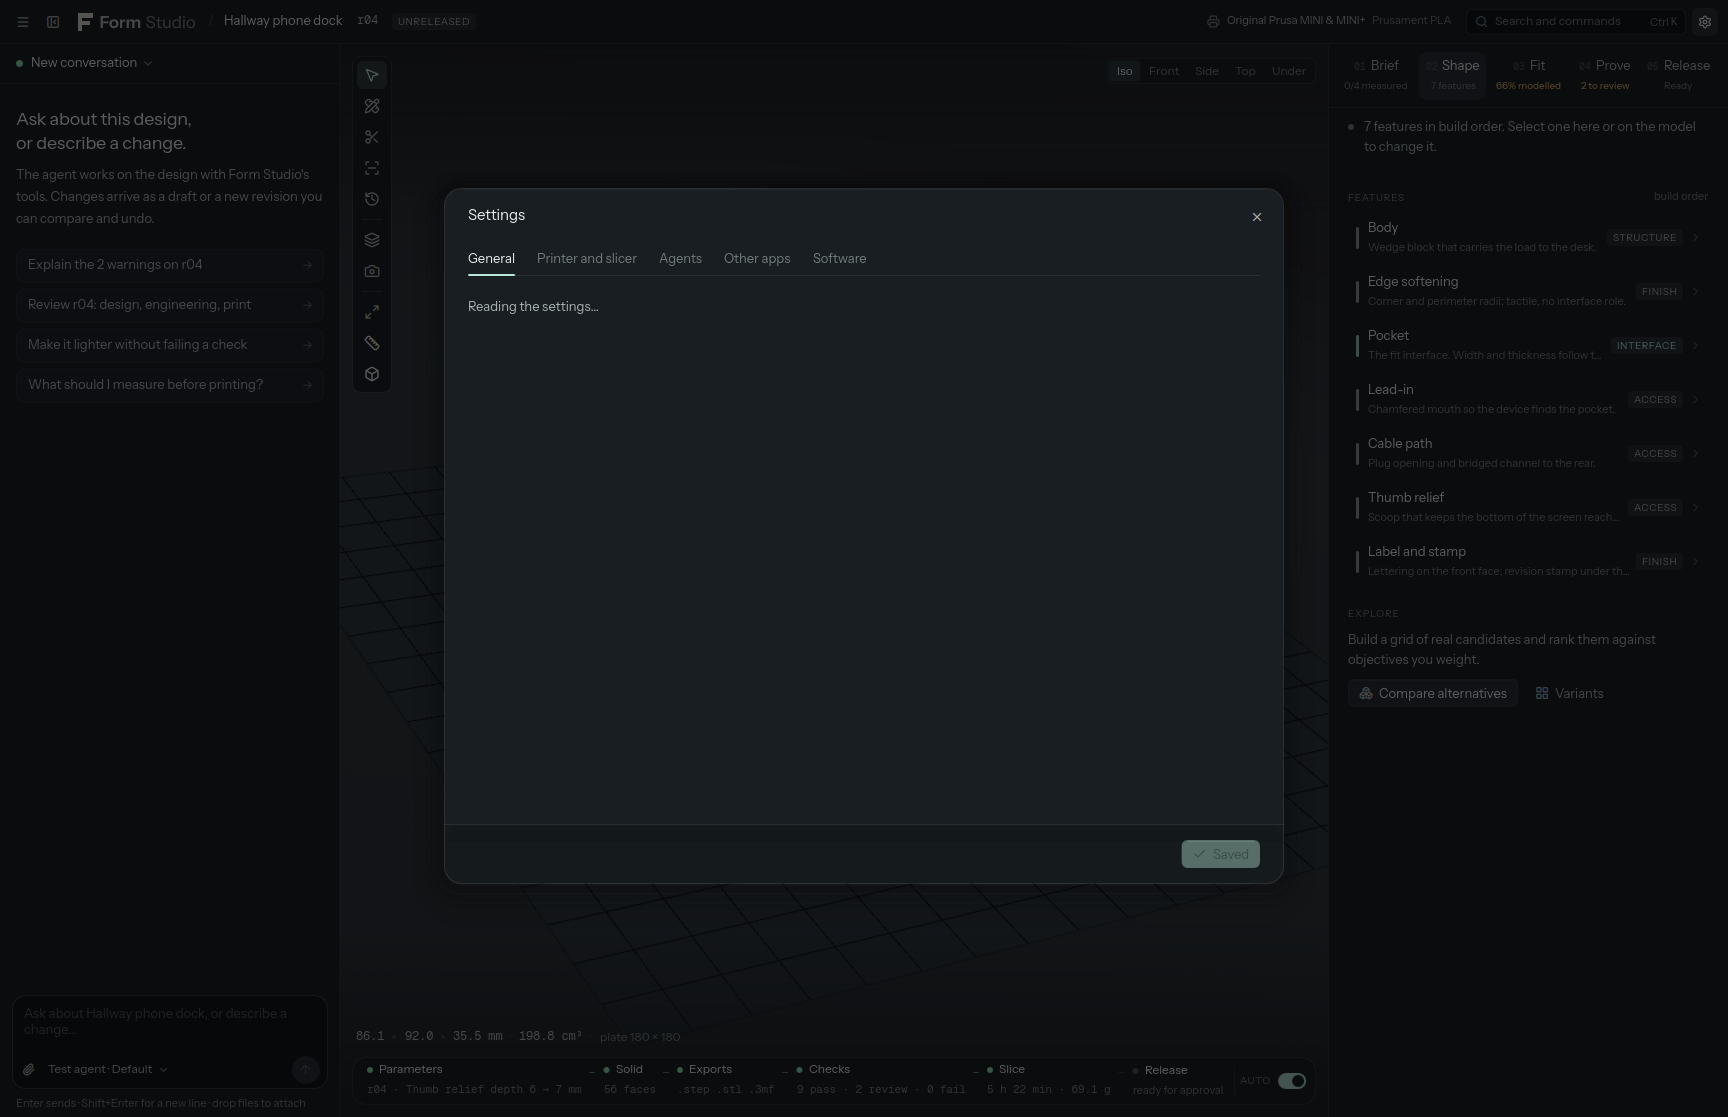 Form Studio / Hallway phone dock r04 UNRELEASED
Original Prusa MINI & MINI+ Prusament PLA
Search and commands Ctrl K
New conversation
Ask about this design,
or describe a change.
The agent works on the design with Form Studio's
tools. Changes arrive as a draft or a new revision you
can compare and undo.
Explain the 2 warnings on r04
Review r04: design, engineering, print
Make it lighter without failing a check
What should I measure before printing?
Ask about Hallway phone dock, or describe a
change...
Test agent · Default
Enter sends · Shift+Enter for a new line · drop files to attach
Iso Front Side Top Under
Settings
General Printer and slicer Agents Other apps Software
Reading the settings...
Saved
86.1 × 92.0 × 35.5 mm · 198.8 cm³ · plate 180 × 180
Parameters
r04 · Thumb relief depth 6 → 7 mm
Solid
56 faces
Exports
.step .stl .3mf
Checks
9 pass · 2 review · 0 fail
Slice
5 h 22 min · 69.1 g
Release
ready for approval
AUTO
01 Brief
0/4 measured
02 Shape
7 features
03 Fit
66% modelled
04 Prove
2 to review
05 Release
Ready
7 features in build order. Select one here or on the model
to change it.
FEATURES build order
Body
Wedge block that carries the load to the desk.
STRUCTURE
Edge softening
Corner and perimeter radii; tactile, no interface role.
FINISH
Pocket
The fit interface. Width and thickness follow t...
INTERFACE
Lead-in
Chamfered mouth so the device finds the pocket.
ACCESS
Cable path
Plug opening and bridged channel to the rear.
ACCESS
Thumb relief
Scoop that keeps the bottom of the screen reach...
ACCESS
Label and stamp
Lettering on the front face; revision stamp under th...
FINISH
EXPLORE
Build a grid of real candidates and rank them against
objectives you weight.
Compare alternatives Variants